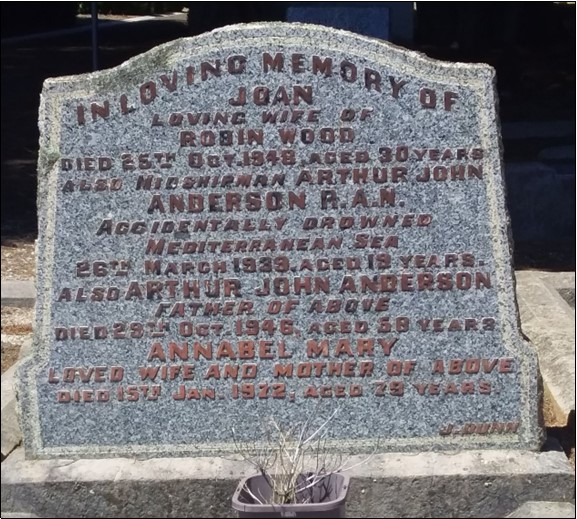 IN LOVING MEMORY OF
JOAN
LOVING WIFE OF
ROBIN WOOD
DIED 25TH OCT. 1948, AGED 30 YEARS
ALSO MIDSHIPMAN ARTHUR JOHN
ANDERSON R.A.N.
ACCIDENTALLY DROWNED
MEDITERRANEAN SEA
26TH MARCH 1939, AGED 19 YEARS.
ALSO ARTHUR JOHN ANDERSON
FATHER OF ABOVE
DIED 29TH OCT. 1946, AGED 58 YEARS
ANNABEL MARY
LOVED WIFE AND MOTHER OF ABOVE
DIED 15TH JAN. 1972, AGED 79 YEARS
J. DUNN